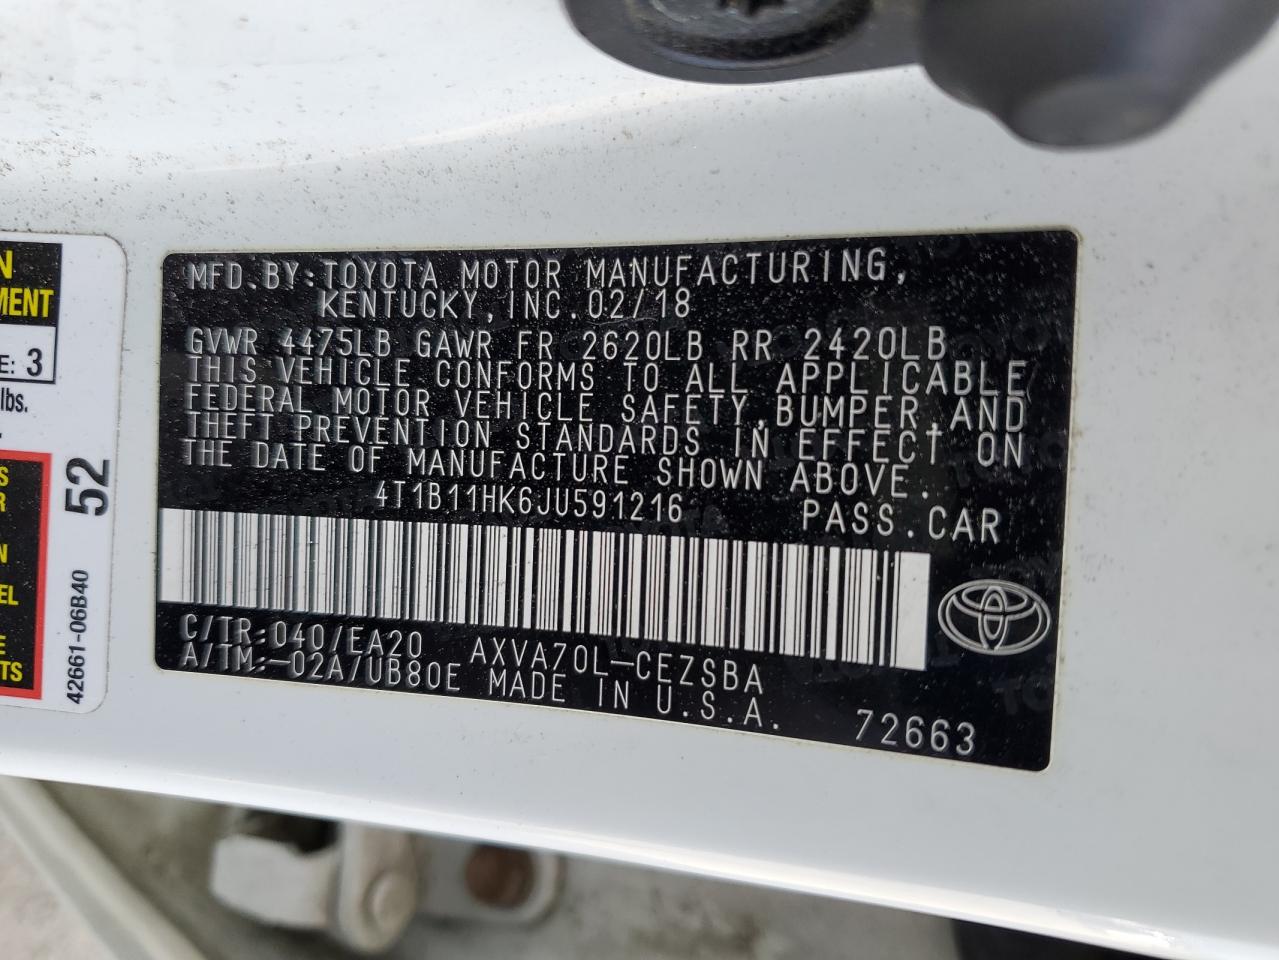 N
MENT
E: 3
lbs.
S
R
N
EL
E
TS
52
42661-06B40
MFD.BY:TOYOTA MOTOR MANUFACTURING,
KENTUCKY,INC.02/18
GVWR 4475LB GAWR FR 2620LB RR 2420LB
THIS VEHICLE CONFORMS TO ALL APPLICABLE
FEDERAL MOTOR VEHICLE SAFETY,BUMPER,AND
THEFT PREVENTION STANDARDS IN EFFECT ON
THE DATE OF MANUFACTURE SHOWN ABOVE.
4T1B11HK6JU591216 PASS.CAR
C/TR:040/EA20 AXVA70L-CEZSBA
A/TM:-02A/UB80E MADE IN U.S.A.
72663